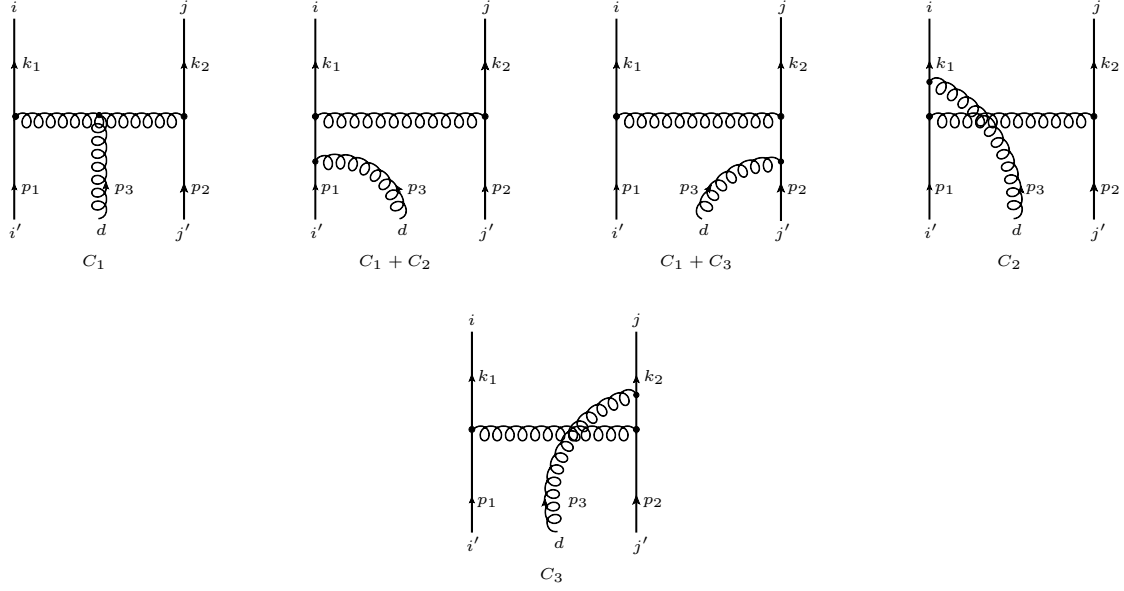 i j i j i j i j
k₁ k₂ k₁ k₂ k₁ k₂ k₁ k₂
p₁ p₃ p₂ p₁ p₃ p₂ p₁ p₃ p₂ p₁ p₃ p₂
i′ d j′ i′ d j′ i′ d j′ i′ d j′
C₁ C₁ + C₂ C₁ + C₃ C₂
i j
k₁ k₂
p₁ p₃ p₂
i′ d j′
C₃